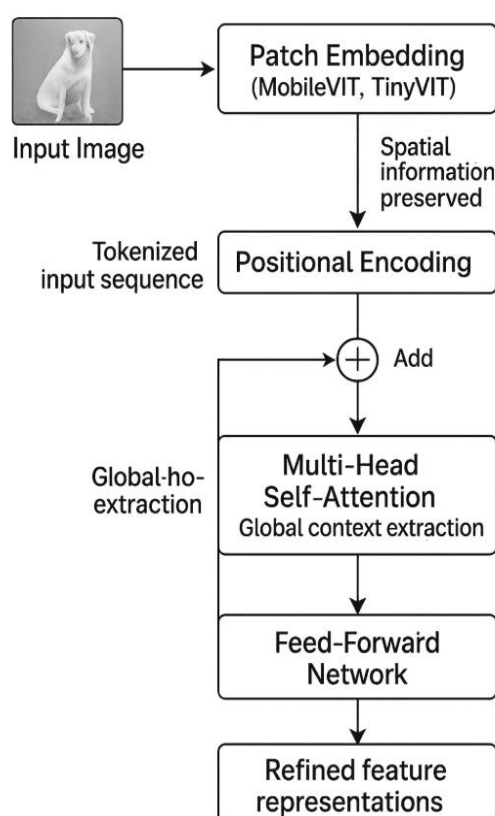 Patch Embedding
(MobileVIT, TinyVIT)
Input Image
Spatial
information
preserved
Tokenized
input sequence
Positional Encoding
Add
Multi-Head
Self-Attention
Global context extraction
Global-ho-
extraction
Feed-Forward
Network
Refined feature
representations